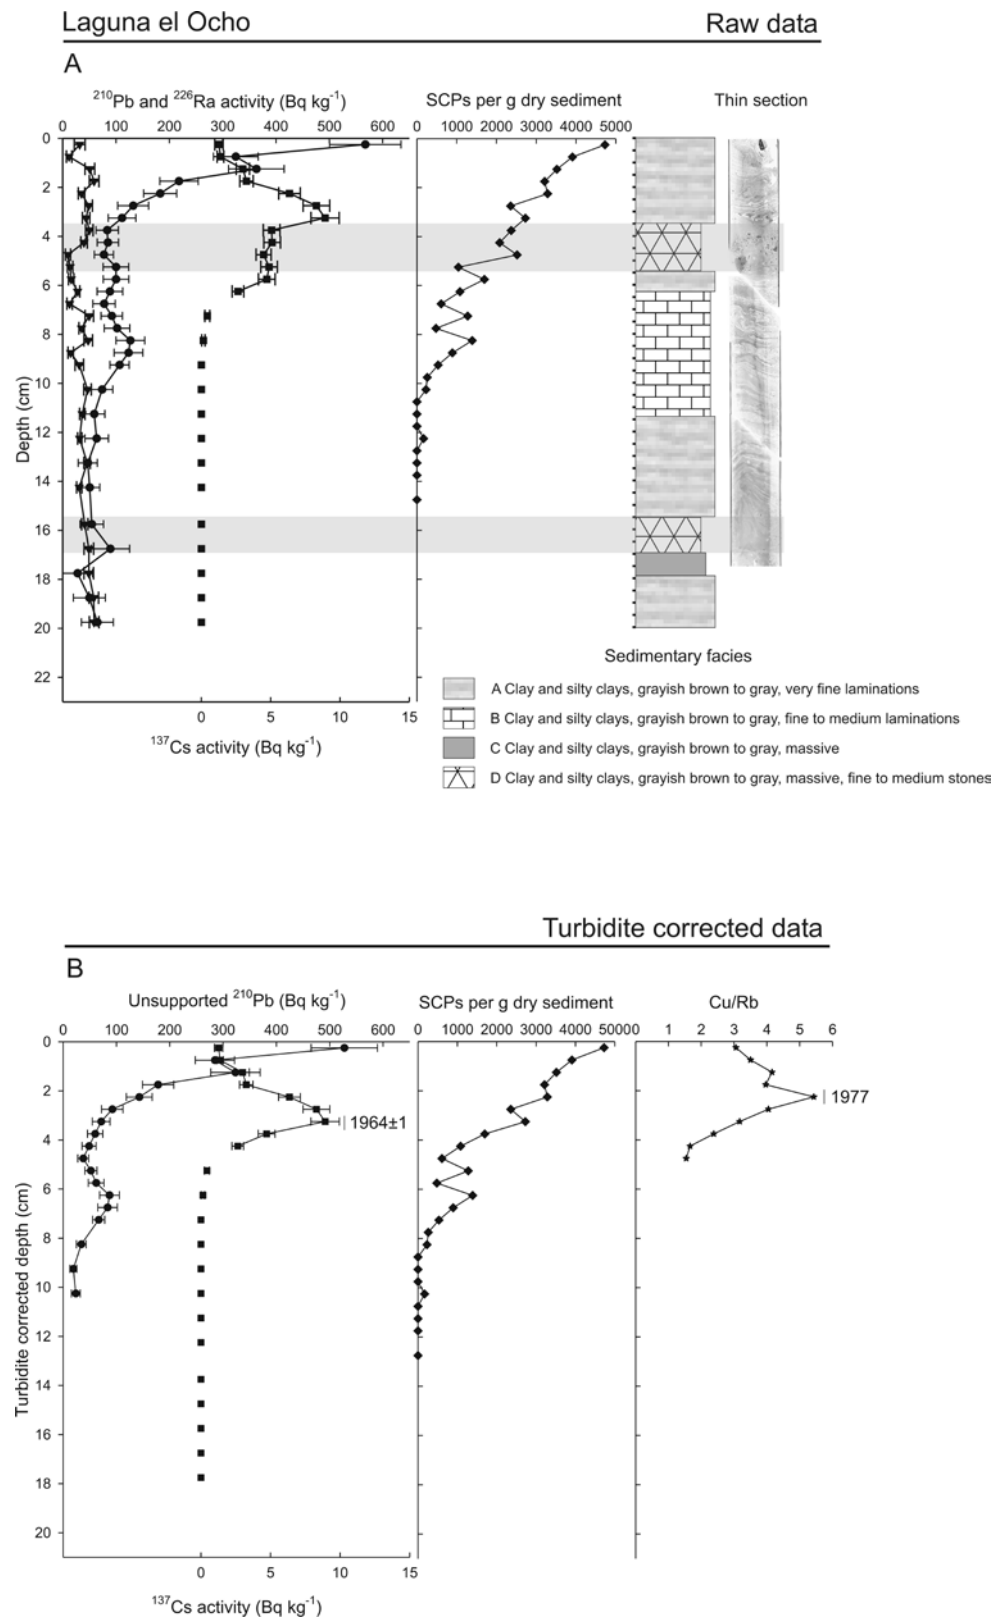 Laguna el Ocho
Raw data
A
²¹⁰Pb and ²²⁶Ra activity (Bq kg⁻¹)
SCPs per g dry sediment
Thin section
0 100 200 300 400 500 600
0 1000 2000 3000 4000 5000
0
2
4
6
8
10
12
14
16
18
20
22
Depth (cm)
0 5 10 15
¹³⁷Cs activity (Bq kg⁻¹)
Sedimentary facies
A Clay and silty clays, grayish brown to gray, very fine laminations
B Clay and silty clays, grayish brown to gray, fine to medium laminations
C Clay and silty clays, grayish brown to gray, massive
D Clay and silty clays, grayish brown to gray, massive, fine to medium stones
Turbidite corrected data
B
Unsupported ²¹⁰Pb (Bq kg⁻¹)
SCPs per g dry sediment
Cu/Rb
0 100 200 300 400 500 600
0 1000 2000 3000 4000 50000
1 2 3 4 5 6
0
2
4
6
8
10
12
14
16
18
20
Turbidite corrected depth (cm)
1964±1
1977
0 5 10 15
¹³⁷Cs activity (Bq kg⁻¹)